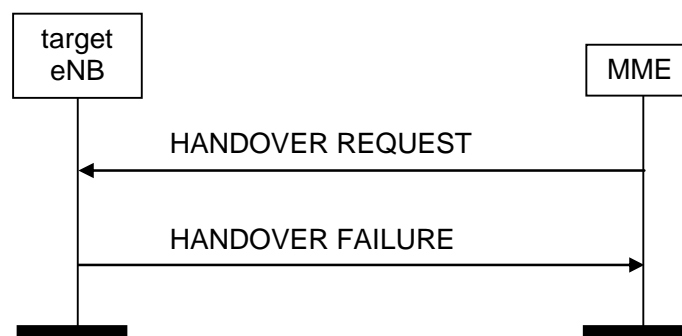 target
eNB
MME
HANDOVER REQUEST
HANDOVER FAILURE